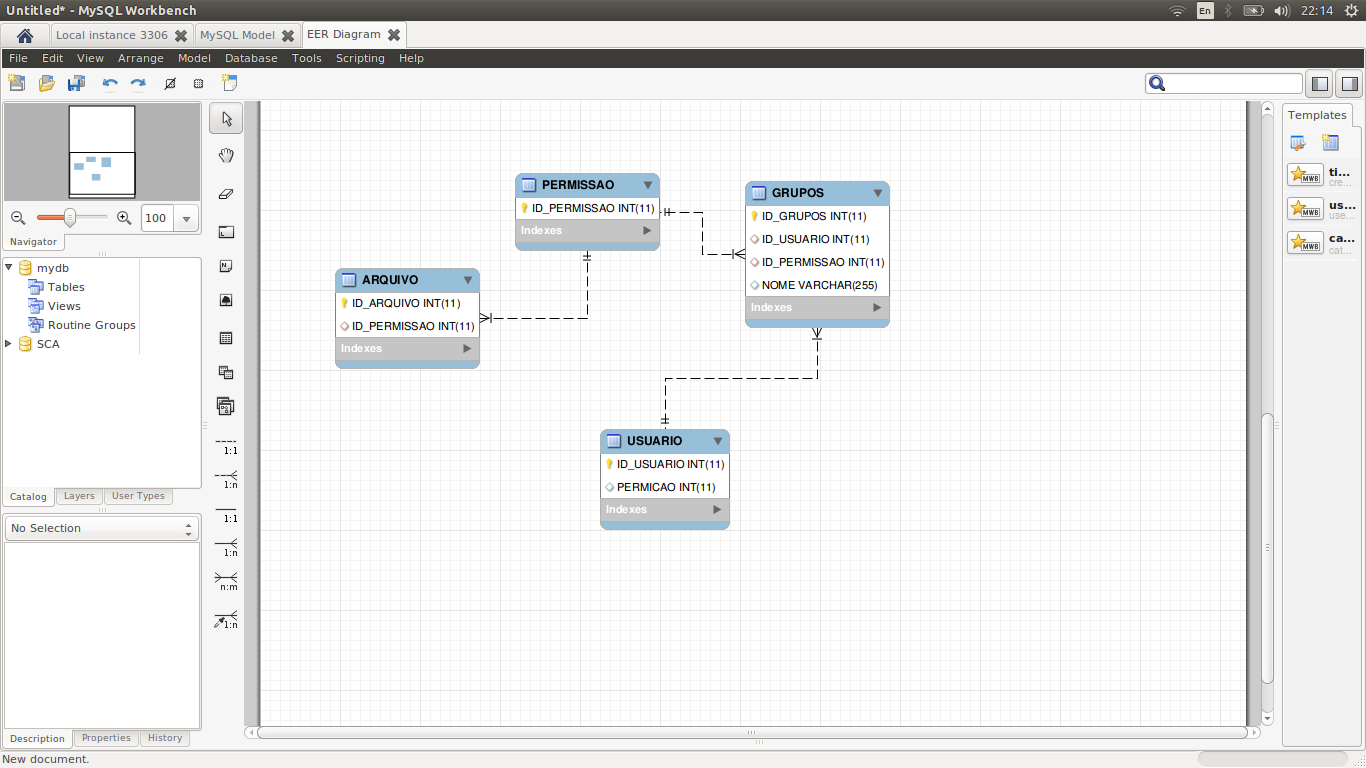 Untitled* - MySQL Workbench
En
22:14
Local instance 3306
MySQL Model
EER Diagram
File Edit View Arrange Model Database Tools Scripting Help
100
Navigator
mydb
Tables
Views
Routine Groups
SCA
Catalog Layers User Types
No Selection
Description Properties History
New document.
1:1
1:n
1:1
1:n
n:m
1:n
PERMISSAO
ID_PERMISSAO INT(11)
Indexes
GRUPOS
ID_GRUPOS INT(11)
ID_USUARIO INT(11)
ID_PERMISSAO INT(11)
NOME VARCHAR(255)
Indexes
ARQUIVO
ID_ARQUIVO INT(11)
ID_PERMISSAO INT(11)
Indexes
USUARIO
ID_USUARIO INT(11)
PERMICAO INT(11)
Indexes
Templates
MWB
ti...
cre...
MWB
us...
use...
MWB
ca...
cat...